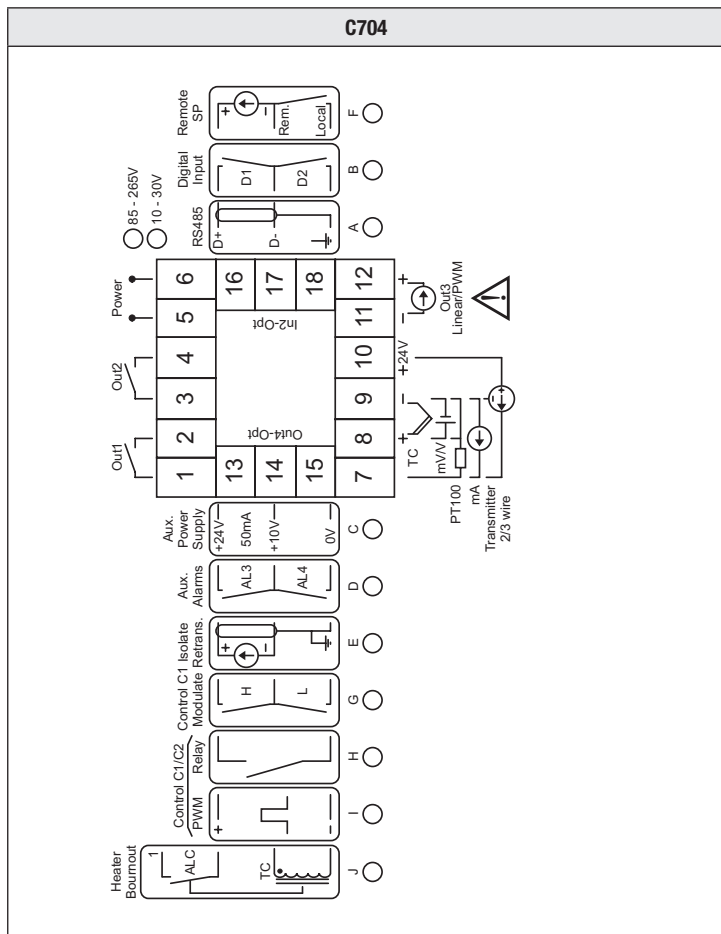 C704
Remote
SP
+
-
Rem.
Local
F
Digital
Input
D1
D2
B
RS485
D+
D-
A
85 - 265V
10 - 30V
Power
Out2
Out1
6
5
4
3
2
1
16
17
18
In2-Opt
Out4-Opt
13
14
15
12
11
10
9
8
7
+
-
Out3
Linear/PWM
+24V
-
+
TC
mV/V
PT100
mA
- +
Transmitter
2/3 wire
Aux.
Power
Supply
+24V
50mA
+10V
0V
C
Aux.
Alarms
AL3
AL4
D
Isolate
Retrans.
+
-
E
Control C1
Modulate
H
L
G
Control C1/C2
Relay
H
PWM
+
-
I
Heater
Bournout
1
ALC
TC
J